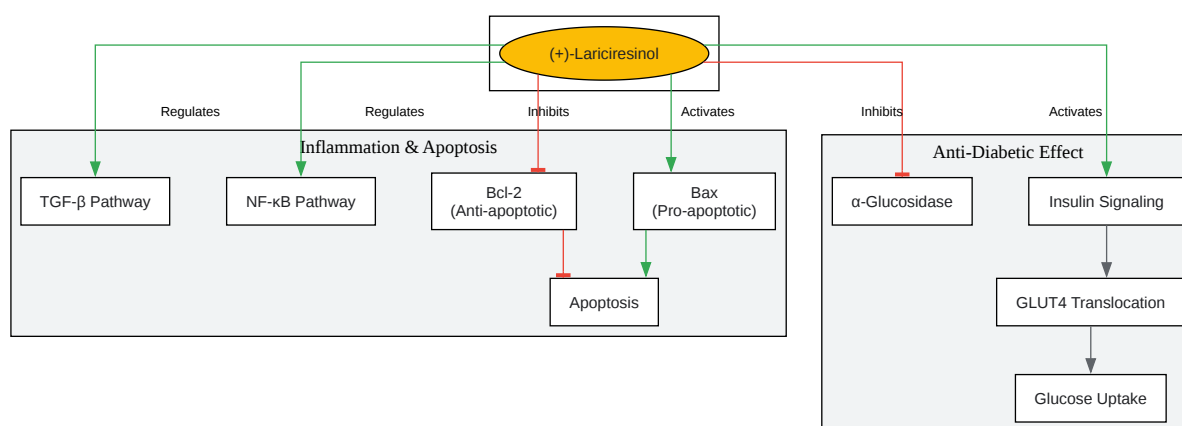 (+)-Lariciresinol
Regulates
Regulates
Inhibits
Activates
Inhibits
Activates
Inflammation & Apoptosis
Anti-Diabetic Effect
TGF-β Pathway
NF-κB Pathway
Bcl-2
(Anti-apoptotic)
Bax
(Pro-apoptotic)
α-Glucosidase
Insulin Signaling
Apoptosis
GLUT4 Translocation
Glucose Uptake